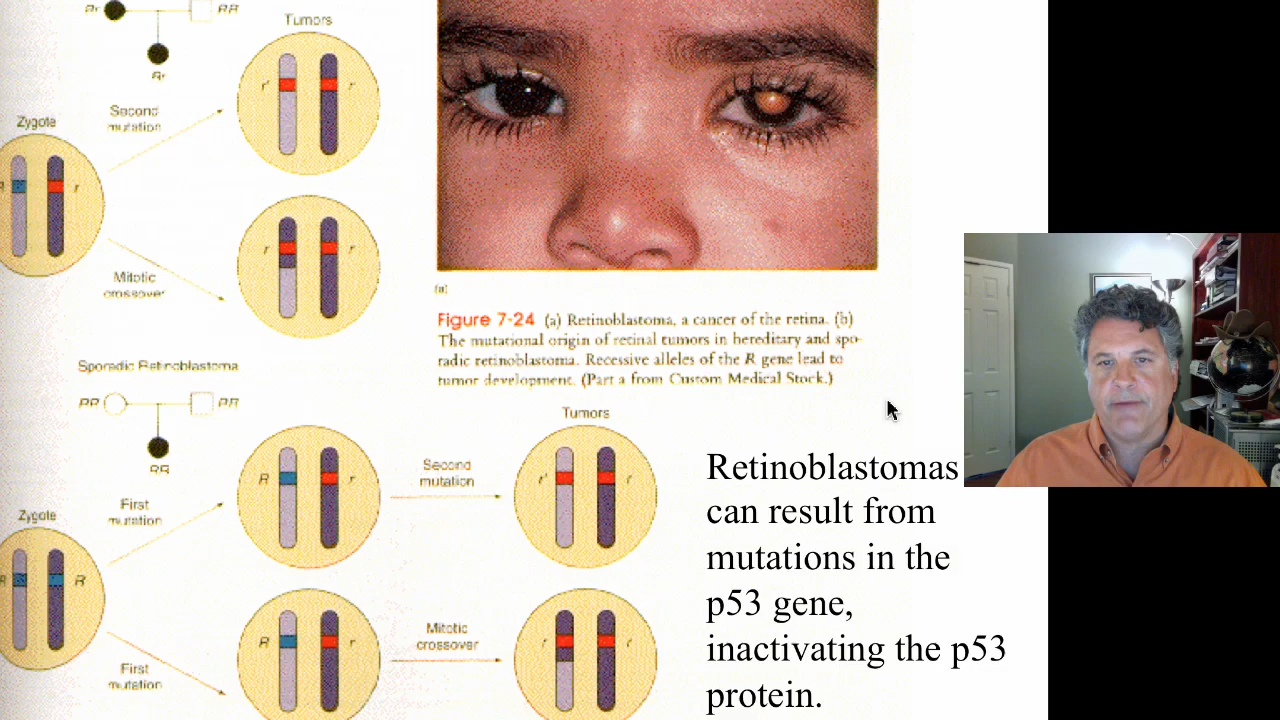 Rr RR
Tumors
Rr
r' r
Second
mutation
Zygote
R r
r r
Mitotic
crossover
(a)
Figure 7-24 (a) Retinoblastoma, a cancer of the retina. (b)
The mutational origin of retinal tumors in hereditary and spo-
radic retinoblastoma. Recessive alleles of the R gene lead to
tumor development. (Part a from Custom Medical Stock.)
Sporadic Retinoblastoma
RR RR
RR
Tumors
R r
Second
mutation
r' r
First
mutation
Zygote
R R
R r
Mitotic
crossover
r r
First
mutation
Retinoblastomas
can result from
mutations in the
p53 gene,
inactivating the p53
protein.